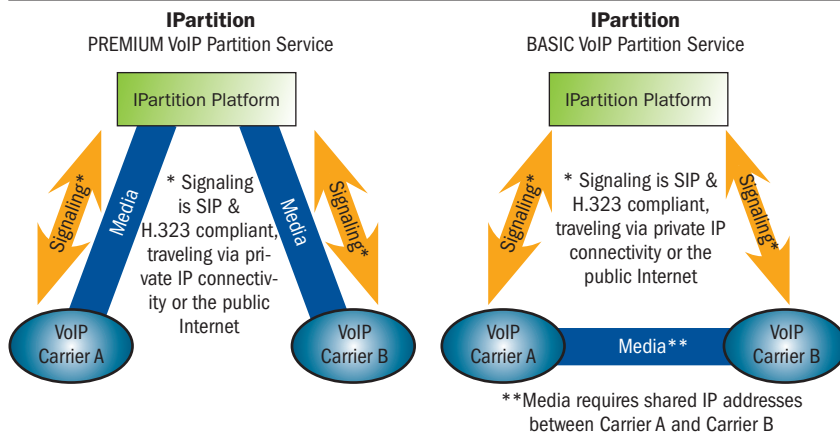 IPartition
PREMIUM VoIP Partition Service
IPartition Platform
Signaling*
Media
* Signaling
is SIP &
H.323 compliant,
traveling via pri-
vate IP connectiv-
ity or the public
Internet
Media
Signaling*
VoIP
Carrier A
VoIP
Carrier B
IPartition
BASIC VoIP Partition Service
IPartition Platform
Signaling*
* Signaling is SIP &
H.323 compliant,
traveling via private IP
connectivity or the
public Internet
Signaling*
VoIP
Carrier A
Media**
VoIP
Carrier B
**Media requires shared IP addresses
between Carrier A and Carrier B